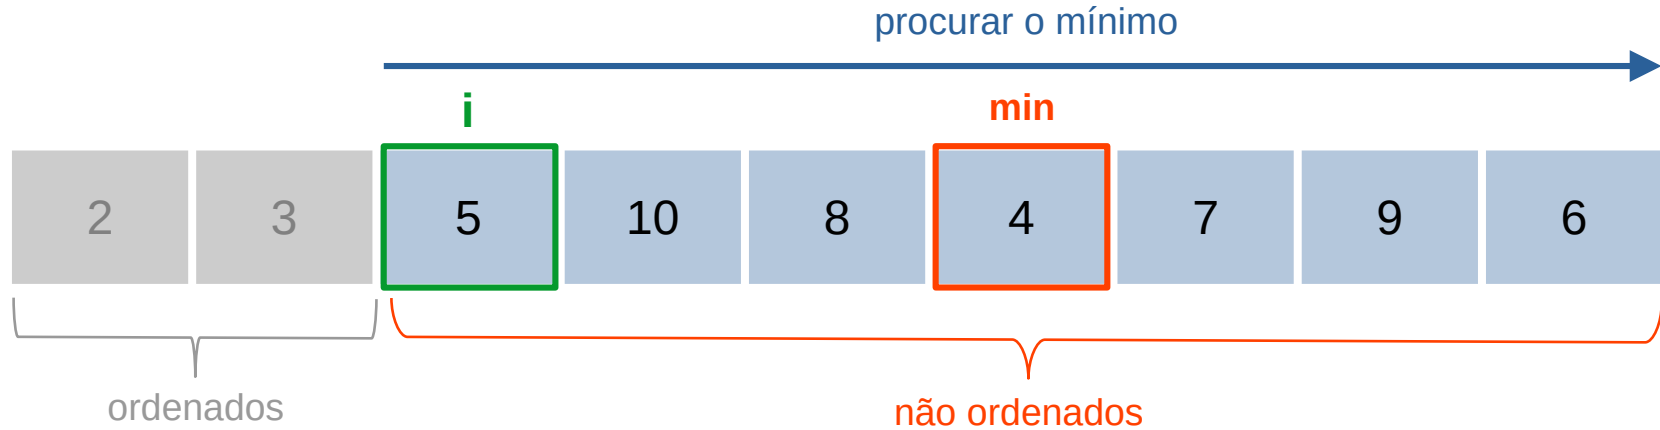 procurar o mínimo
i min
2 3 5 10 8 4 7 9 6
ordenados
não ordenados